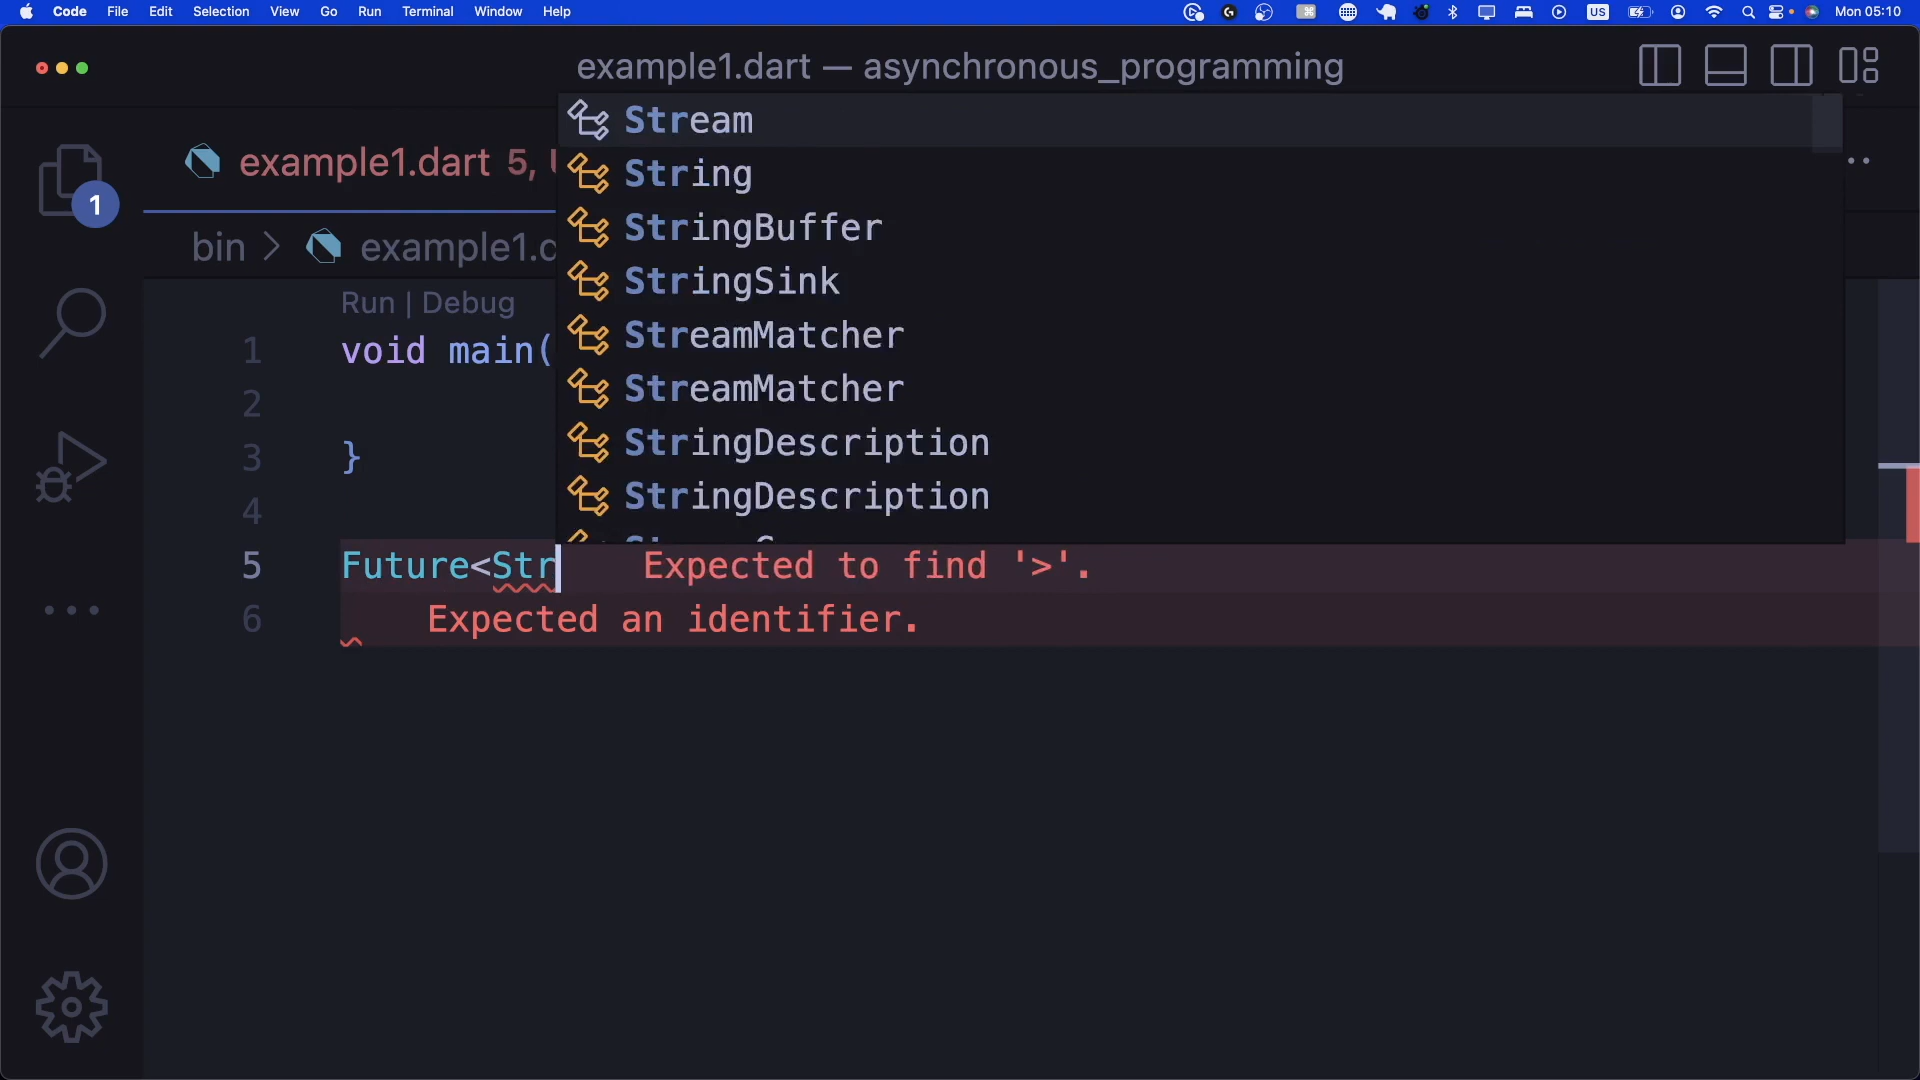 Code File Edit Selection View Go Run Terminal Window Help US Mon 05:10
example1.dart — asynchronous_programming
example1.dart 5,
1
bin > example1.d
Stream
String
StringBuffer
StringSink
StreamMatcher
StreamMatcher
StringDescription
StringDescription
Run | Debug
1 void main(
2
3 }
4
5 Future<Str Expected to find '>'.
6 Expected an identifier.